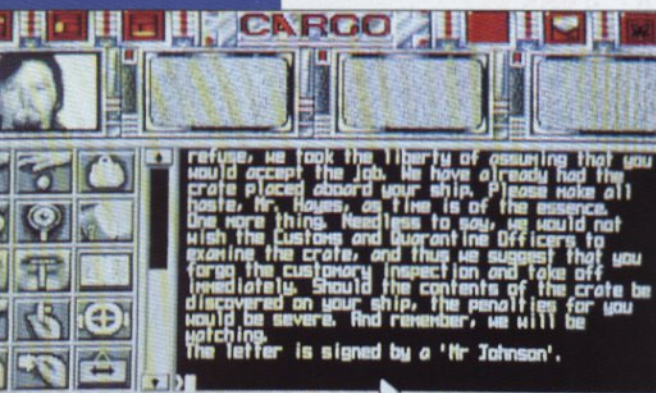 CARGO
refuse, we took the liberty of assuming that you
would accept the job. We have already had the
crate placed aboard your ship. Please make all
haste, Mr. Hayes, as time is of the essence.
One more thing. Needless to say, we would not
wish the Customs and Quarantine Officers to
examine the crate, and thus we suggest that you
forgo the customary inspection and take off
immediately. Should the contents of the crate be
discovered on your ship, the penalties for you
would be severe. And remember, we will be
watching.
The letter is signed by a 'Mr Johnson'.